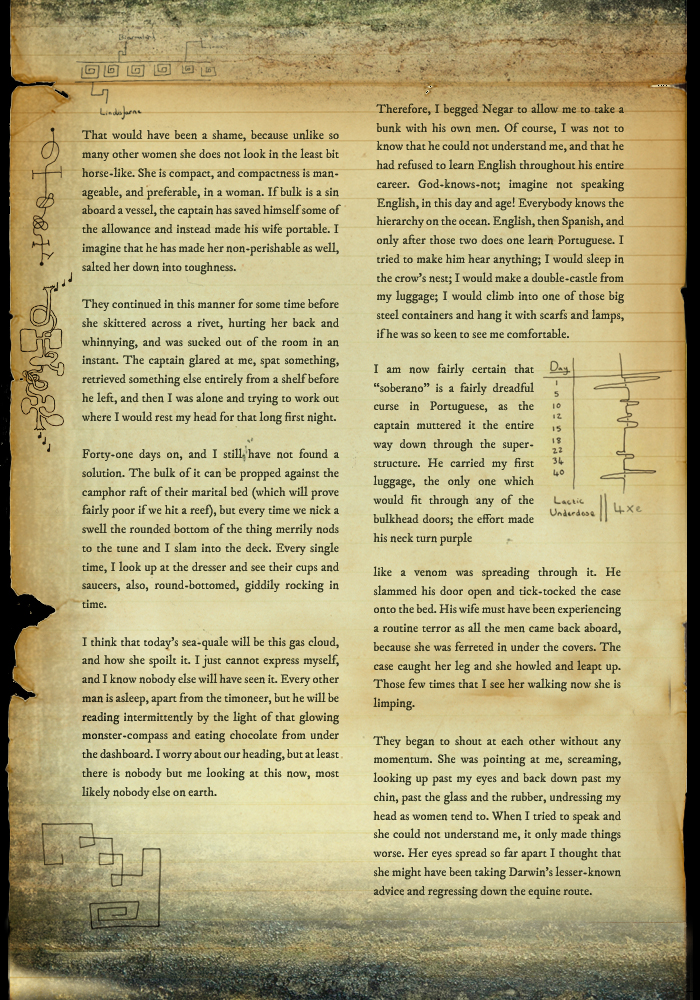 Lindisfarne
That would have been a shame, because unlike so
many other women she does not look in the least bit
horse-like. She is compact, and compactness is man-
ageable, and preferable, in a woman. If bulk is a sin
aboard a vessel, the captain has saved himself some of
the allowance and instead made his wife portable. I
imagine that he has made her non-perishable as well,
salted her down into toughness.
They continued in this manner for some time before
she skittered across a rivet, hurting her back and
whinnying, and was sucked out of the room in an
instant. The captain glared at me, spat something,
retrieved something else entirely from a shelf before
he left, and then I was alone and trying to work out
where I would rest my head for that long first night.
Forty-one days on, and I still have not found a
solution. The bulk of it can be propped against the
camphor raft of their marital bed (which will prove
fairly poor if we hit a reef), but every time we nick a
swell the rounded bottom of the thing merrily nods
to the tune and I slam into the deck. Every single
time, I look up at the dresser and see their cups and
saucers, also, round-bottomed, giddily rocking in
time.
I think that today's sea-quale will be this gas cloud,
and how she spoilt it. I just cannot express myself,
and I know nobody else will have seen it. Every other
man is asleep, apart from the timoneer, but he will be
reading intermittently by the light of that glowing
monster-compass and eating chocolate from under
the dashboard. I worry about our heading, but at least
there is nobody but me looking at this now, most
likely nobody else on earth.
Therefore, I begged Negar to allow me to take a
bunk with his own men. Of course, I was not to
know that he could not understand me, and that he
had refused to learn English throughout his entire
career. God-knows-not; imagine not speaking
English, in this day and age! Everybody knows the
hierarchy on the ocean. English, then Spanish, and
only after those two does one learn Portuguese. I
tried to make him hear anything; I would sleep in
the crow's nest; I would make a double-castle from
my luggage; I would climb into one of those big
steel containers and hang it with scarfs and lamps,
if he was so keen to see me comfortable.
I am now fairly certain that
“soberano” is a fairly dreadful
curse in Portuguese, as the
captain muttered it the entire
way down through the super-
structure. He carried my first
luggage, the only one which
would fit through any of the
bulkhead doors; the effort made
his neck turn purple
Day
1
5
10
12
15
18
22
34
40
Lactic
Underdose
4xe
like a venom was spreading through it. He
slammed his door open and tick-tocked the case
onto the bed. His wife must have been experiencing
a routine terror as all the men came back aboard,
because she was ferreted in under the covers. The
case caught her leg and she howled and leapt up.
Those few times that I see her walking now she is
limping.
They began to shout at each other without any
momentum. She was pointing at me, screaming,
looking up past my eyes and back down past my
chin, past the glass and the rubber, undressing my
head as women tend to. When I tried to speak and
she could not understand me, it only made things
worse. Her eyes spread so far apart I thought that
she might have been taking Darwin's lesser-known
advice and regressing down the equine route.